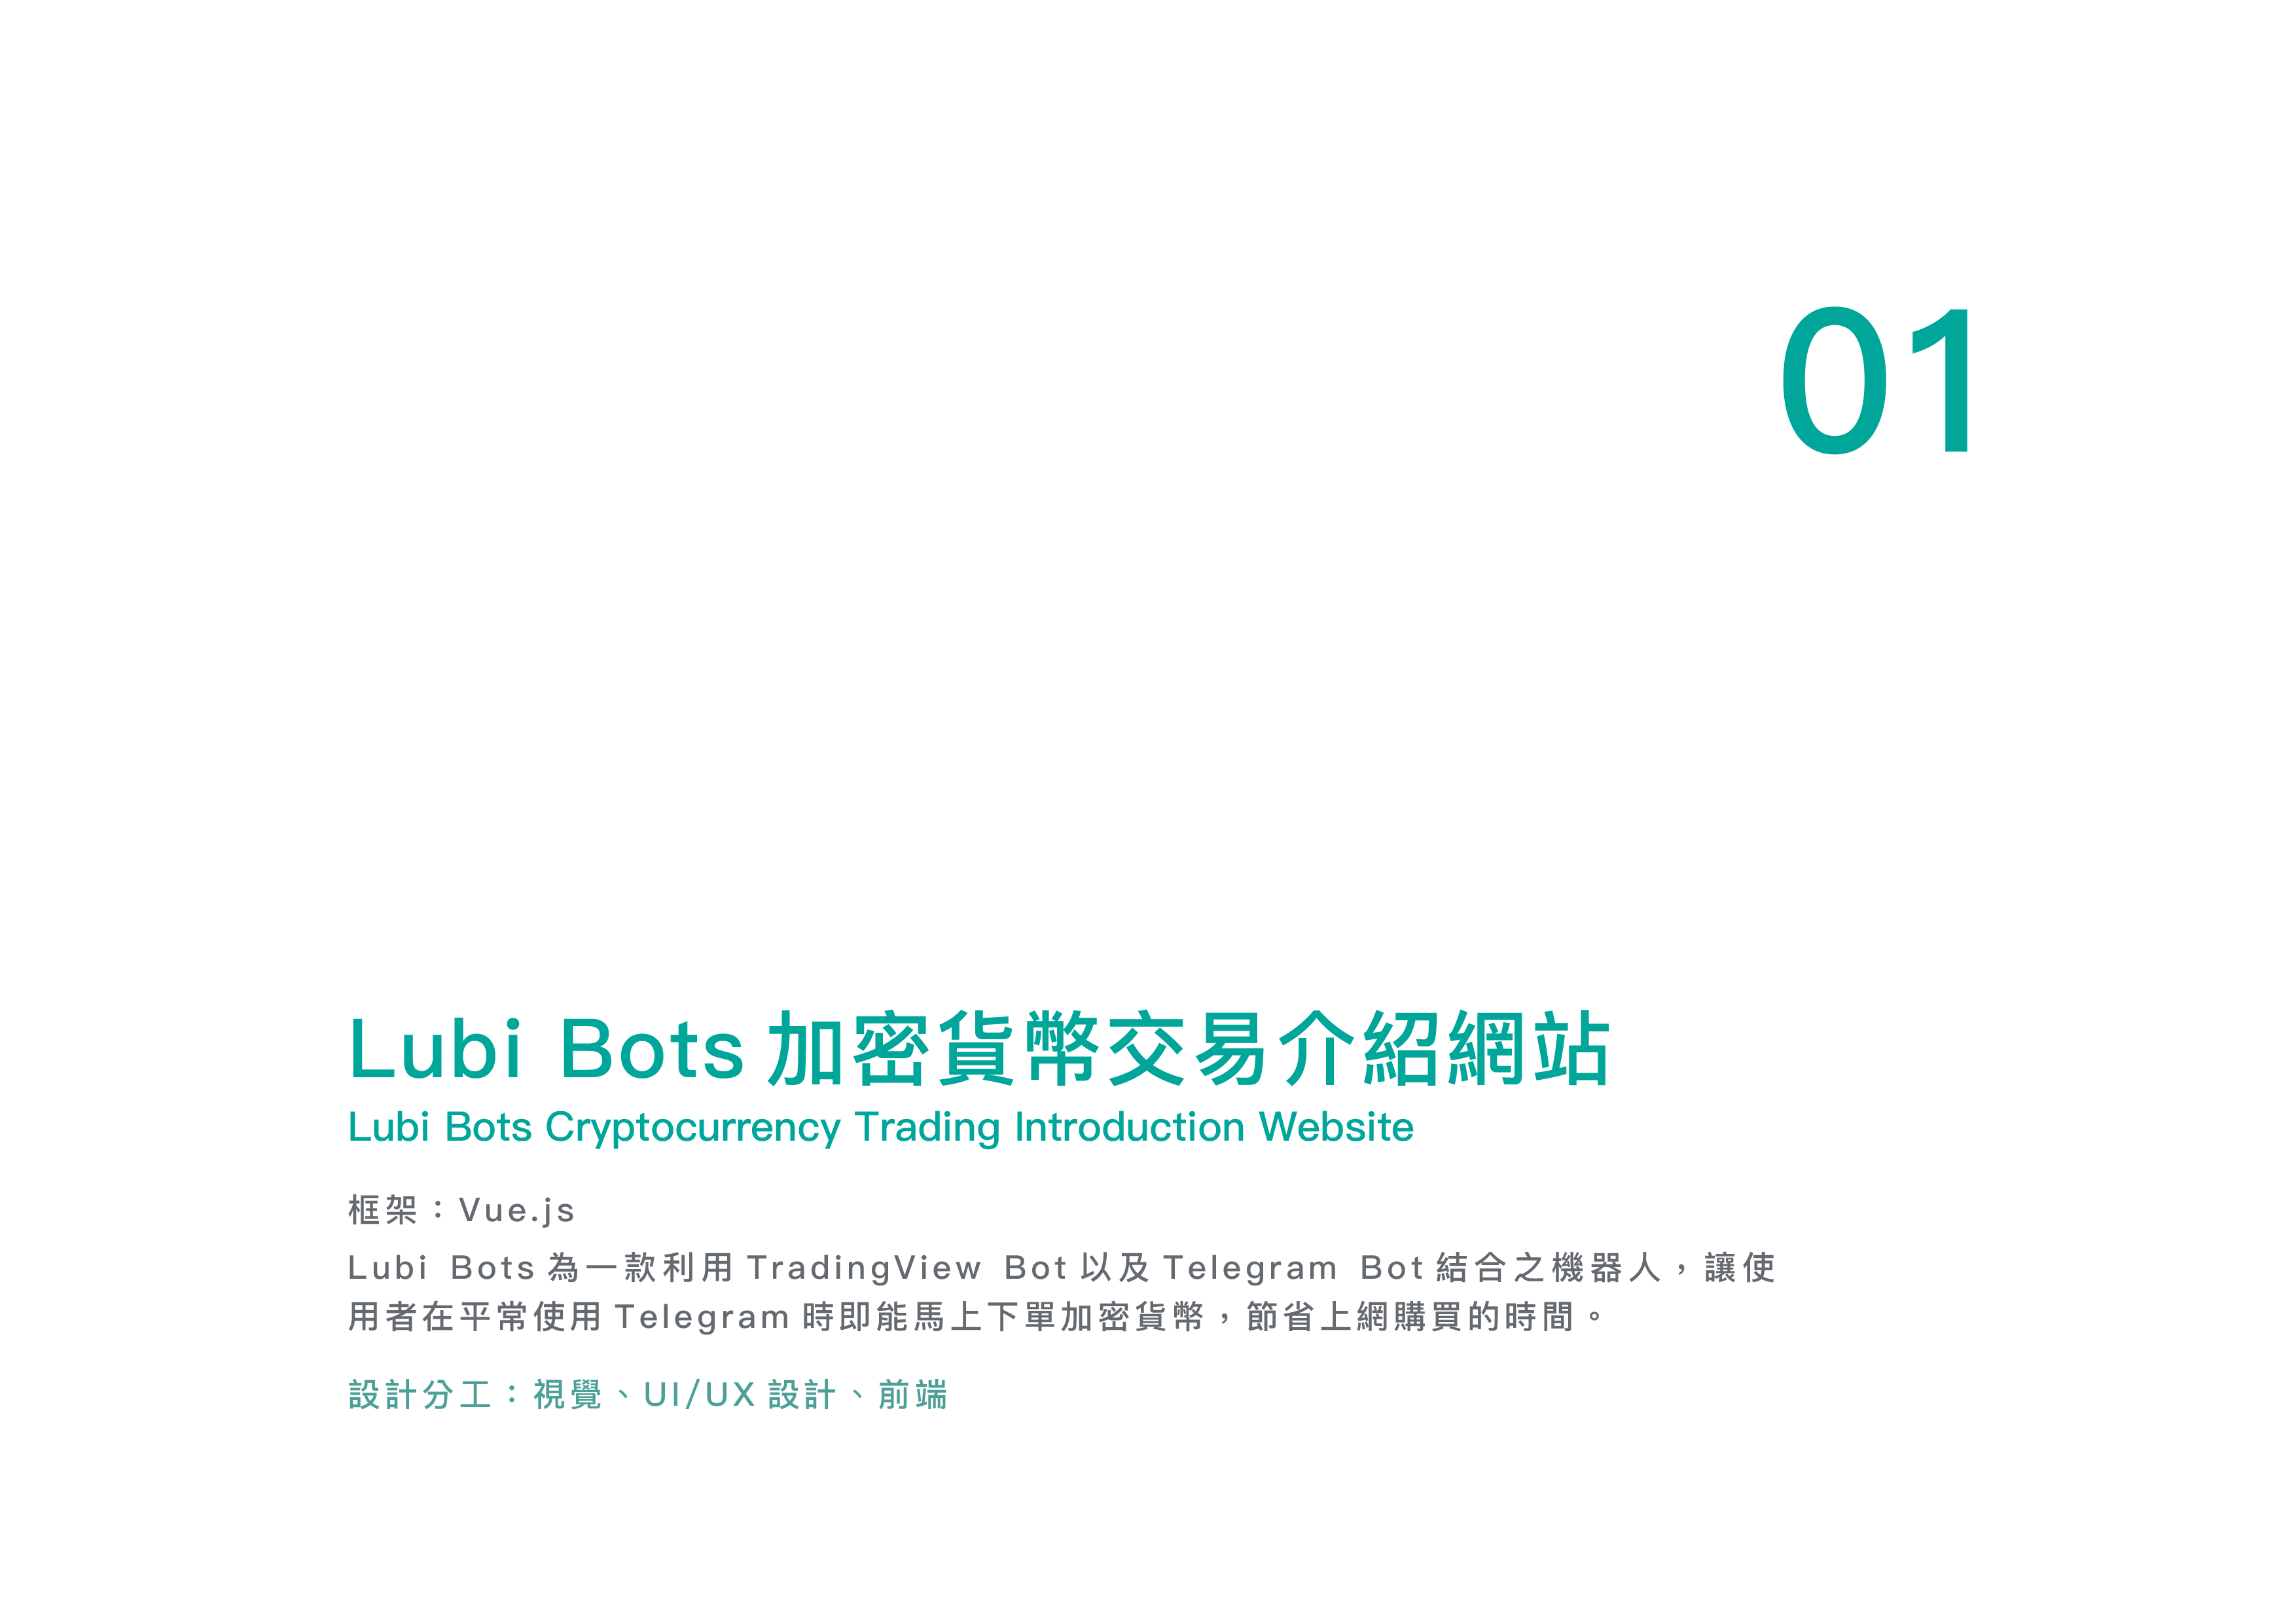 01
Lubi Bots 加密貨幣交易介紹網站
Lubi Bots Cryptocurrency Trading Introduction Website
框架：Vue.js
Lubi Bots 為一款利用 TradingView Bot 以及 Telegram Bot 結合之機器人，讓使
用者在平常使用 Telegram 時即能馬上下單加密貨幣，節省上網購買的時間。
設計分工：視覺、UI/UX 設計、前端